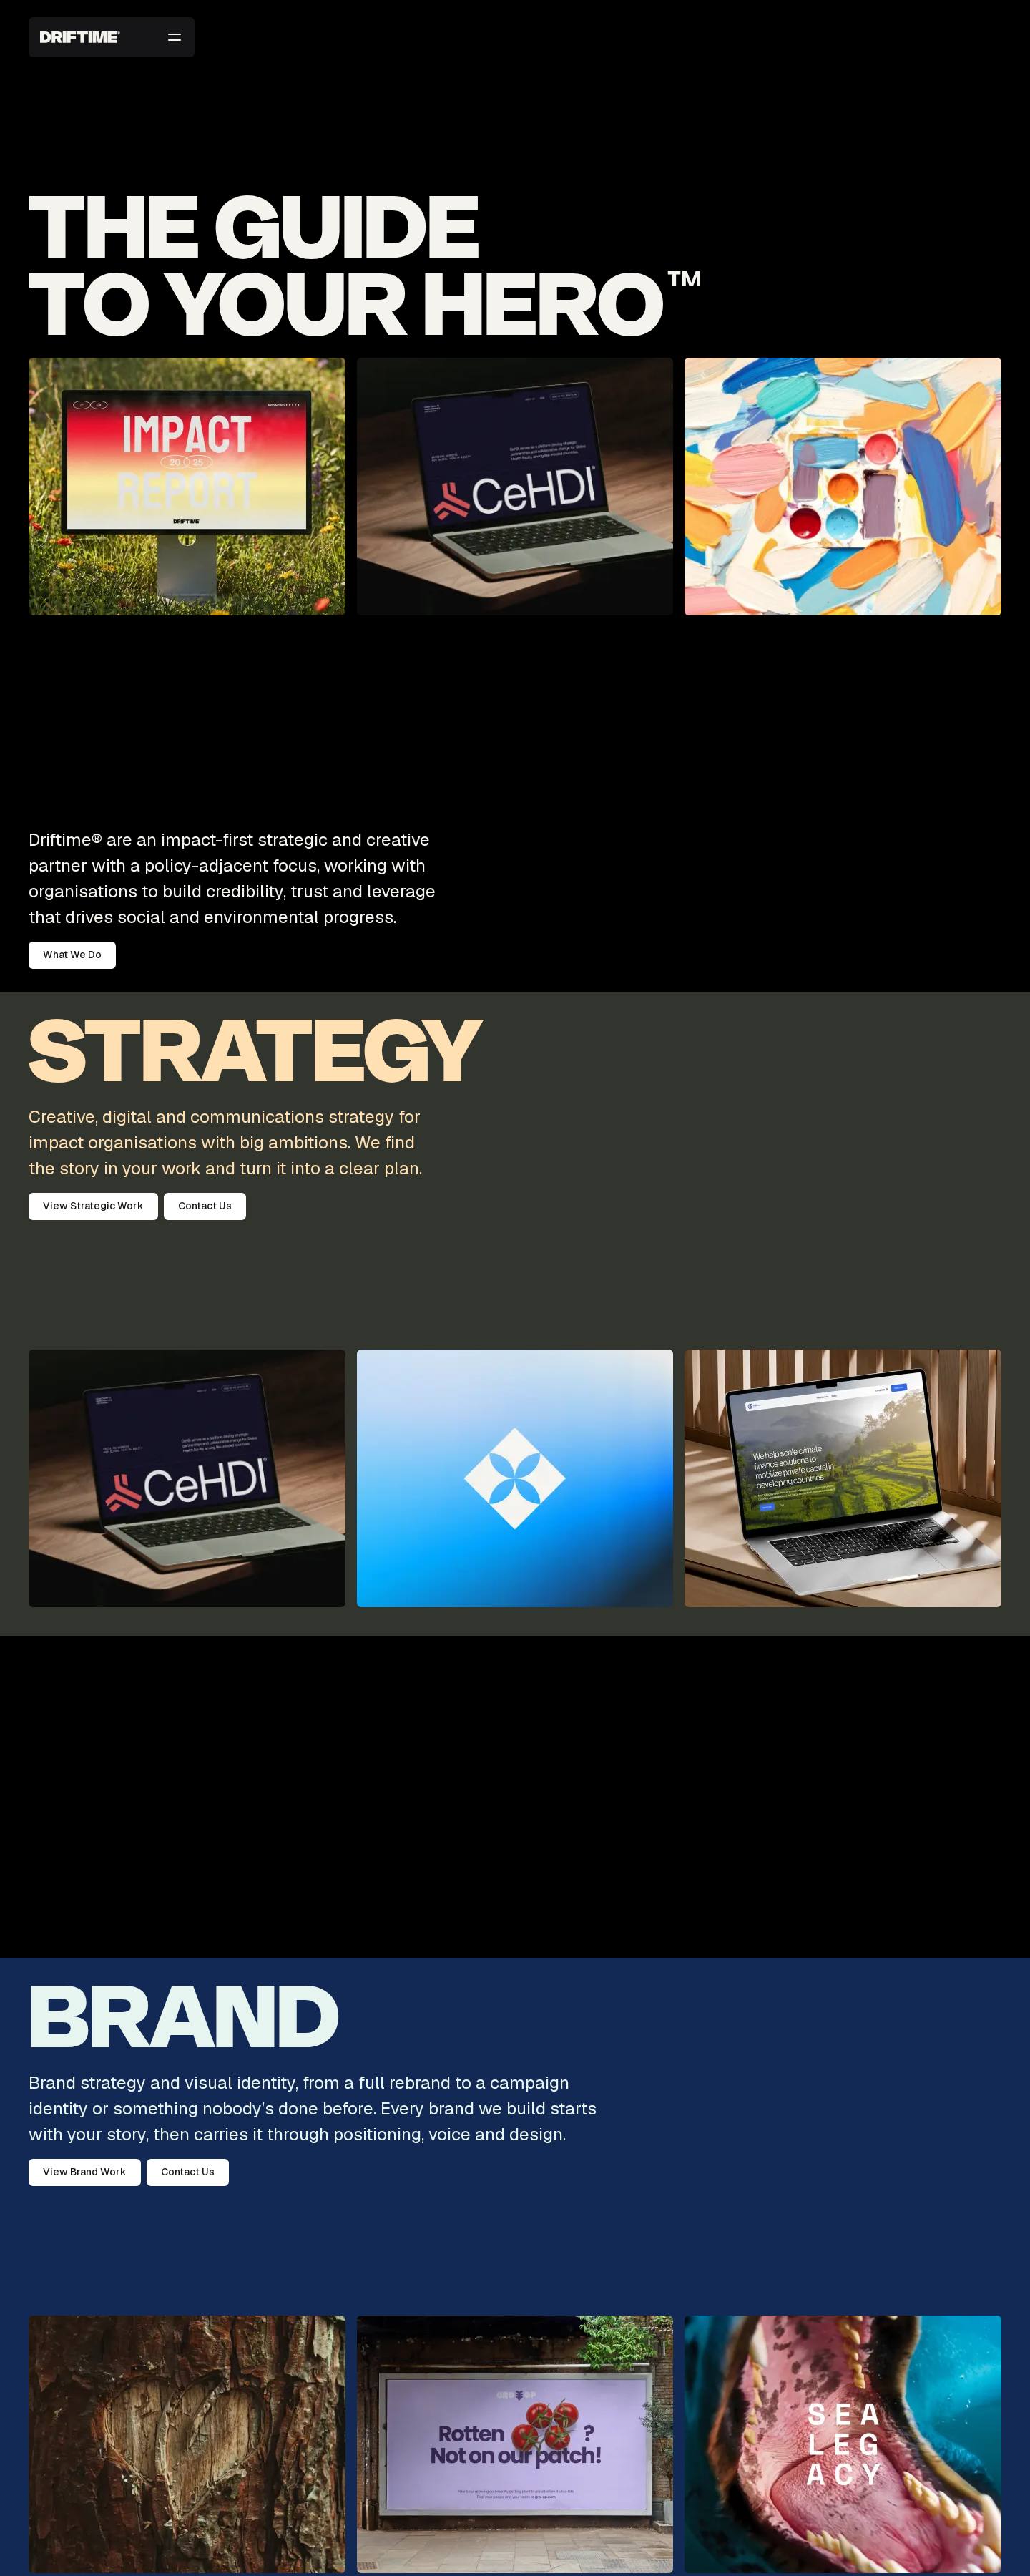 DRIFTIME®
THE GUIDE
TO YOUR HERO™
IMPACT
20 25
REPORT
DRIFTIME
CeHDI
Driftime® are an impact-first strategic and creative
partner with a policy-adjacent focus, working with
organisations to build credibility, trust and leverage
that drives social and environmental progress.
What We Do
STRATEGY
Creative, digital and communications strategy for
impact organisations with big ambitions. We find
the story in your work and turn it into a clear plan.
View Strategic Work
Contact Us
CeHDI
We help scale climate
finance solutions to
mobilize private capital in
developing countries
BRAND
Brand strategy and visual identity, from a full rebrand to a campaign
identity or something nobody’s done before. Every brand we build starts
with your story, then carries it through positioning, voice and design.
View Brand Work
Contact Us
Rotten ?
Not on our patch!
SEA
LEG
ACY